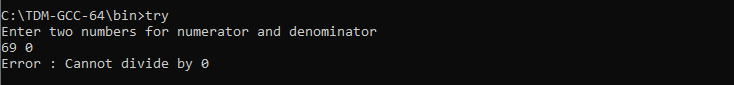 C:\TDM-GCC-64\bin>try
Enter two numbers for numerator and denominator
69 0
Error : Cannot divide by 0